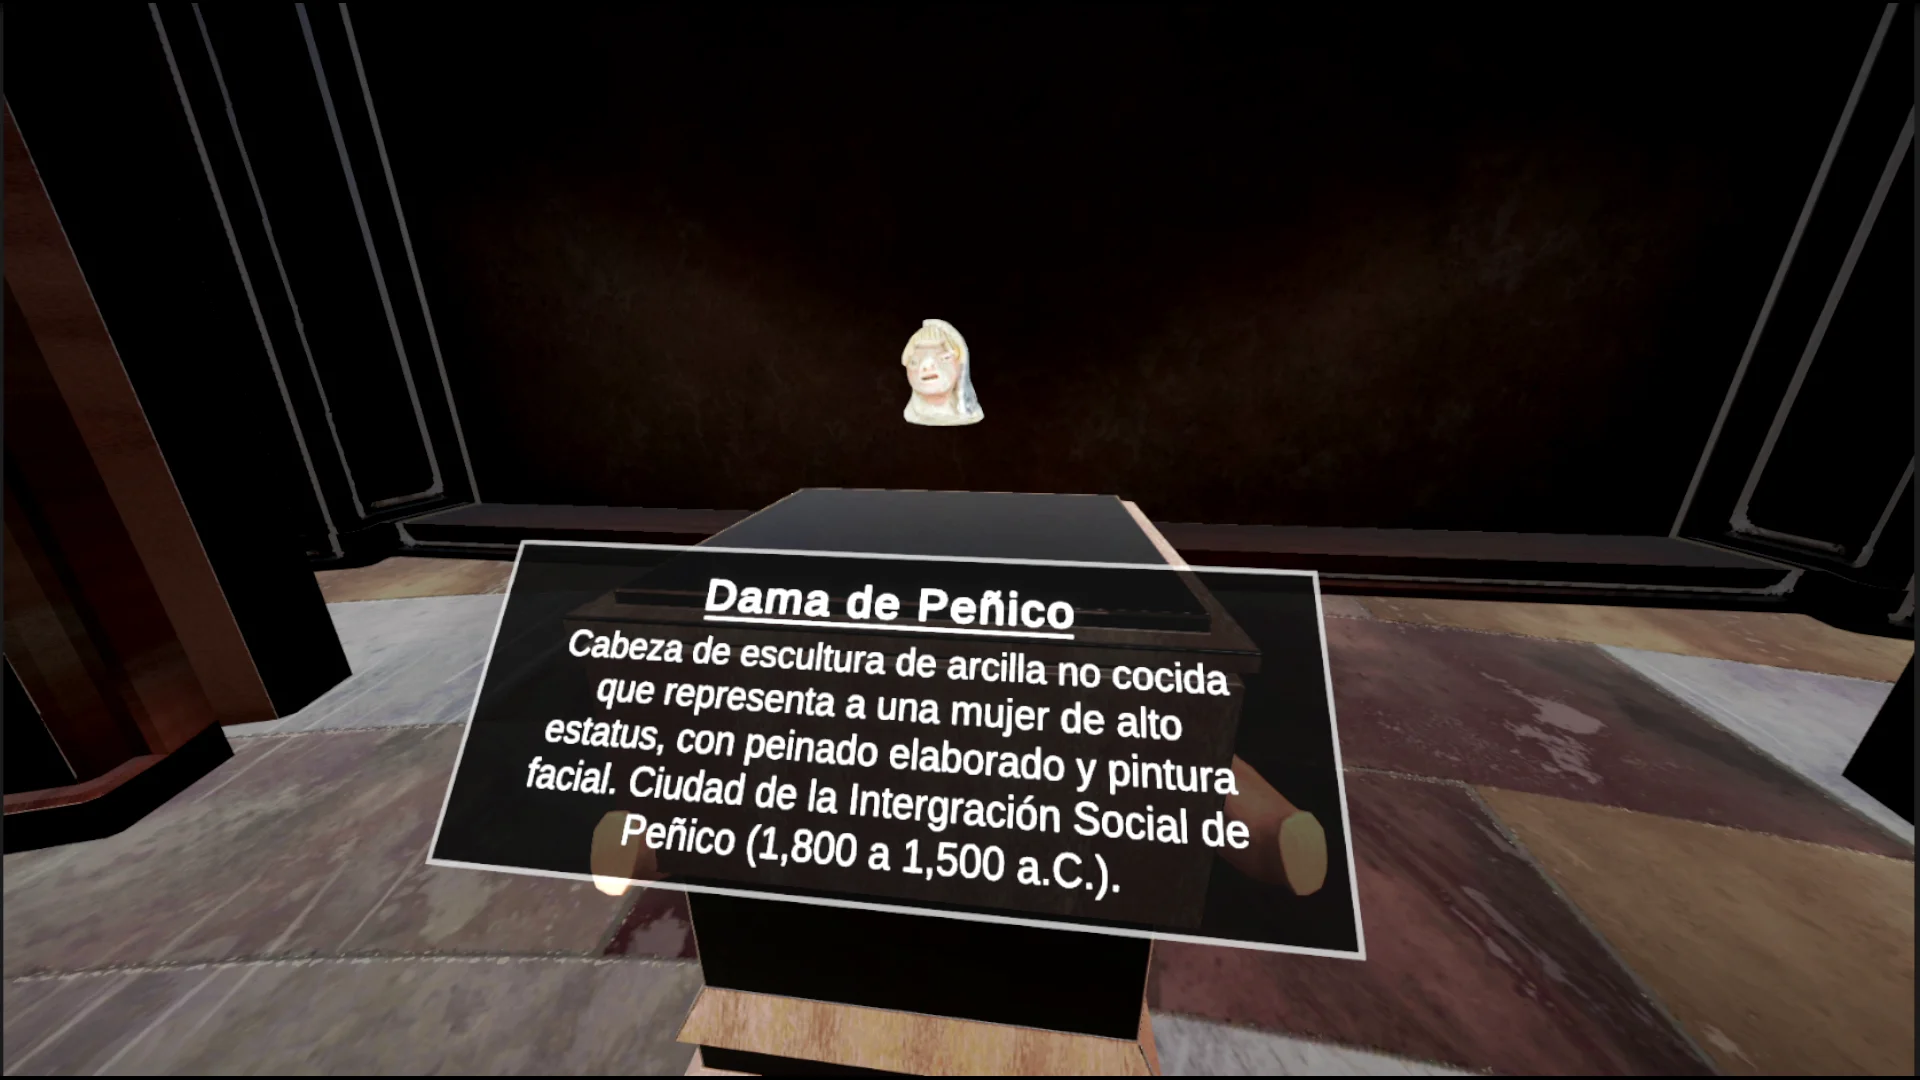 Dama de Peñico
Cabeza de escultura de arcilla no cocida
que representa a una mujer de alto
estatus, con peinado elaborado y pintura
facial. Ciudad de la Intergración Social de
Peñico (1,800 a 1,500 a.C.).